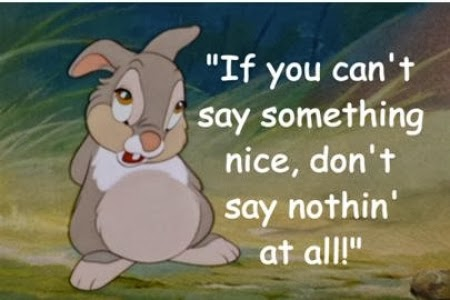 "If you can't
say something
nice, don't
say nothin'
at all!"